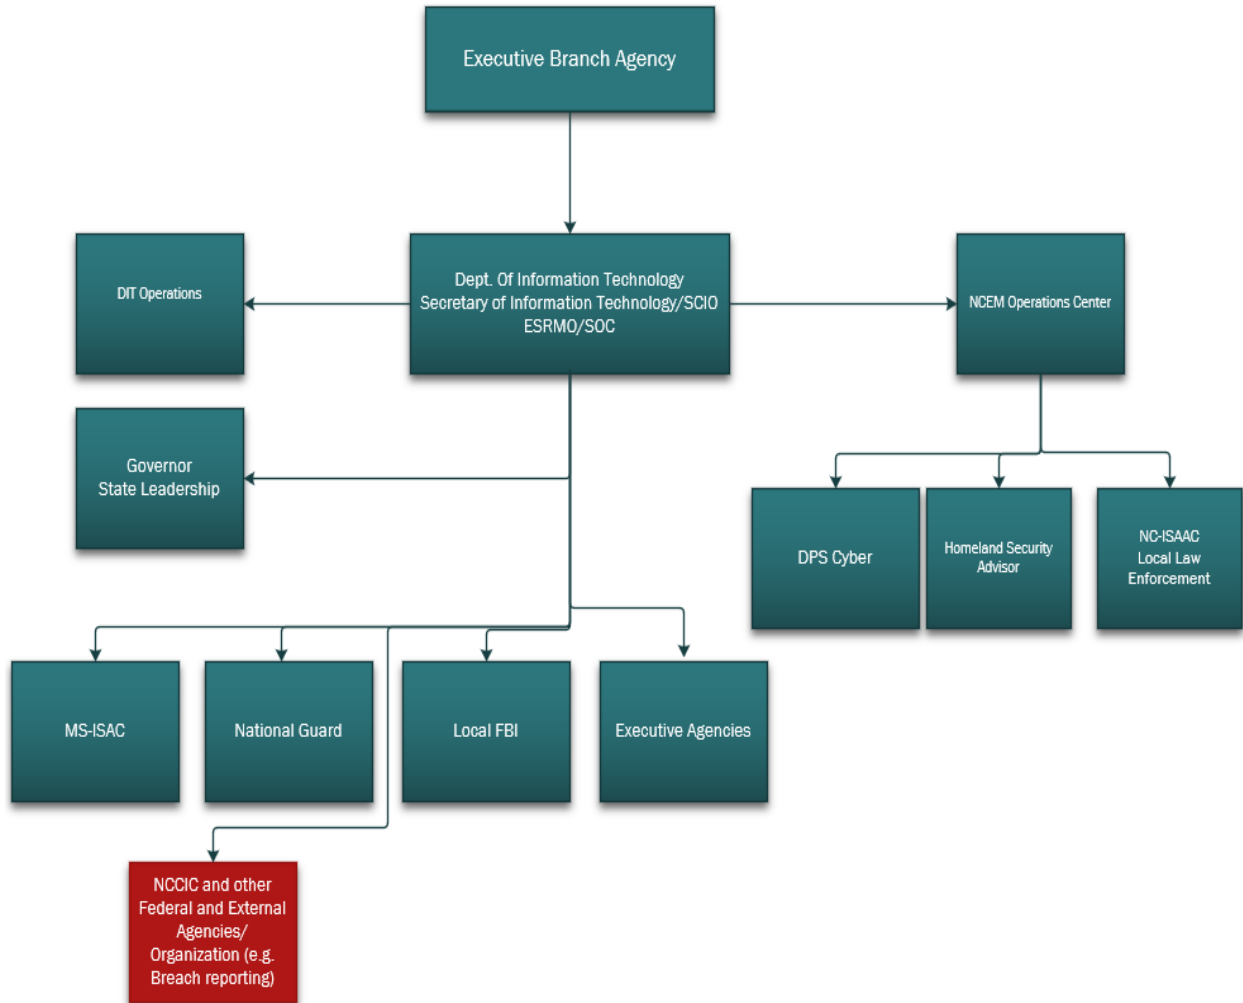 Executive Branch Agency
DIT Operations
Dept. Of Information Technology
Secretary of Information Technology/SCIO
ESRMO/SOC
NCEM Operations Center
Governor
State Leadership
DPS Cyber
Homeland Security
Advisor
NC-ISAAC
Local Law
Enforcement
MS-ISAC
National Guard
Local FBI
Executive Agencies
NCCIC and other
Federal and External
Agencies/
Organization (e.g.
Breach reporting)